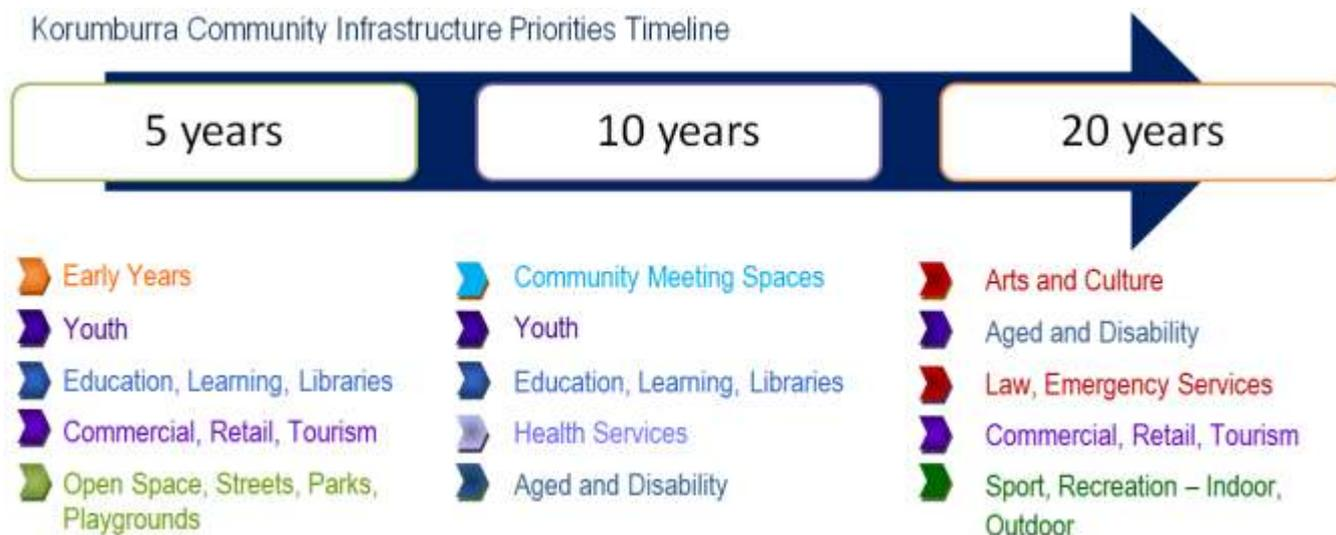 Korumburra Community Infrastructure Priorities Timeline
5 years
10 years
20 years
Early Years
Youth
Education, Learning, Libraries
Commercial, Retail, Tourism
Open Space, Streets, Parks,
Playgrounds
Community Meeting Spaces
Youth
Education, Learning, Libraries
Health Services
Aged and Disability
Arts and Culture
Aged and Disability
Law, Emergency Services
Commercial, Retail, Tourism
Sport, Recreation – Indoor,
Outdoor